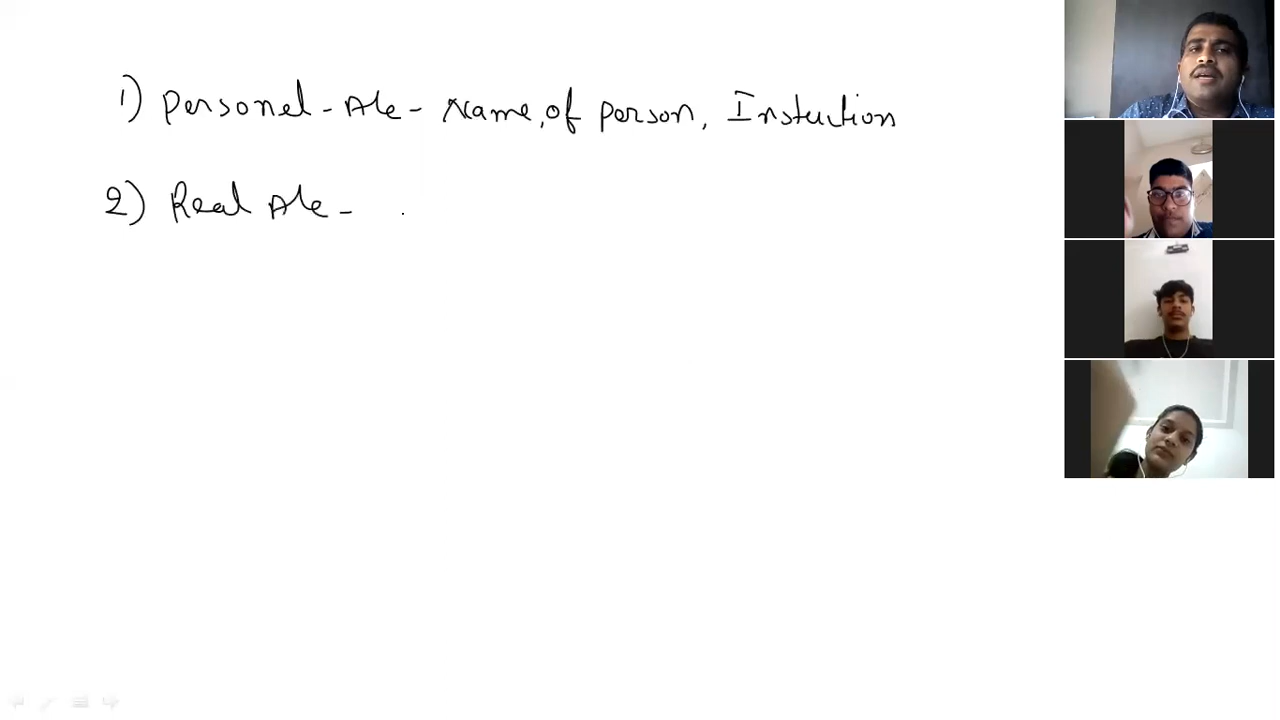 1) Personel - A/c - Name, of person, Instuction
2) Real A/c -